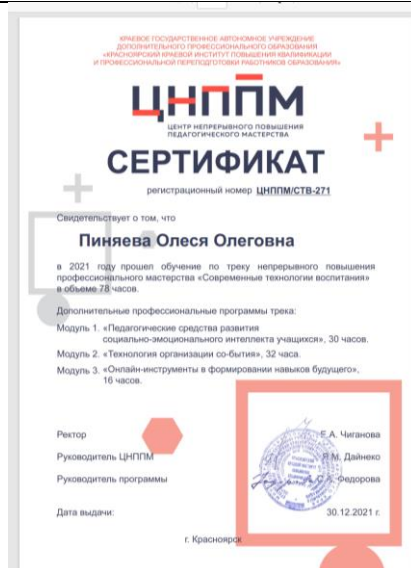 КРАЕВОЕ ГОСУДАРСТВЕННОЕ АВТОНОМНОЕ УЧРЕЖДЕНИЕ
ДОПОЛНИТЕЛЬНОГО ПРОФЕССИОНАЛЬНОГО ОБРАЗОВАНИЯ
«КРАСНОЯРСКИЙ КРАЕВОЙ ИНСТИТУТ ПОВЫШЕНИЯ КВАЛИФИКАЦИИ
И ПРОФЕССИОНАЛЬНОЙ ПЕРЕПОДГОТОВКИ РАБОТНИКОВ ОБРАЗОВАНИЯ»
ЦНППМ
ЦЕНТР НЕПРЕРЫВНОГО ПОВЫШЕНИЯ
ПЕДАГОГИЧЕСКОГО МАСТЕРСТВА
СЕРТИФИКАТ
регистрационный номер ЦНППМ/СТВ-271
Свидетельствует о том, что
Пиняева Олеся Олеговна
в 2021 году прошел обучение по треку непрерывного повышения
профессионального мастерства «Современные технологии воспитания»
в объеме 78 часов.
Дополнительные профессиональные программы трека:
Модуль 1. «Педагогические средства развития
социально-эмоционального интеллекта учащихся», 30 часов.
Модуль 2. «Технология организации со-бытия», 32 часа.
Модуль 3. «Онлайн-инструменты в формировании навыков будущего»,
16 часов.
Ректор Е.А. Чиганова
Руководитель ЦНППМ Я.М. Дайнеко
Руководитель программы Федорова
Дата выдачи: 30.12.2021 г.
г. Красноярск